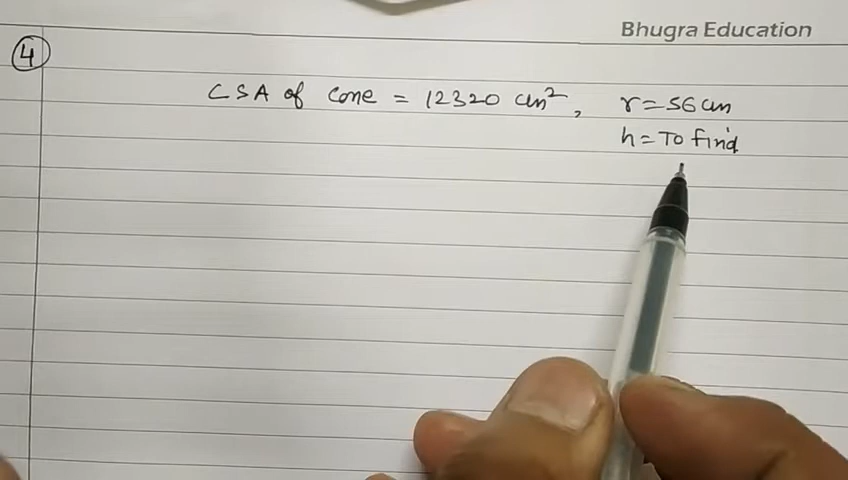 Bhugra Education
4
CSA of cone = 12320 cm², r = 56 cm
h = To find